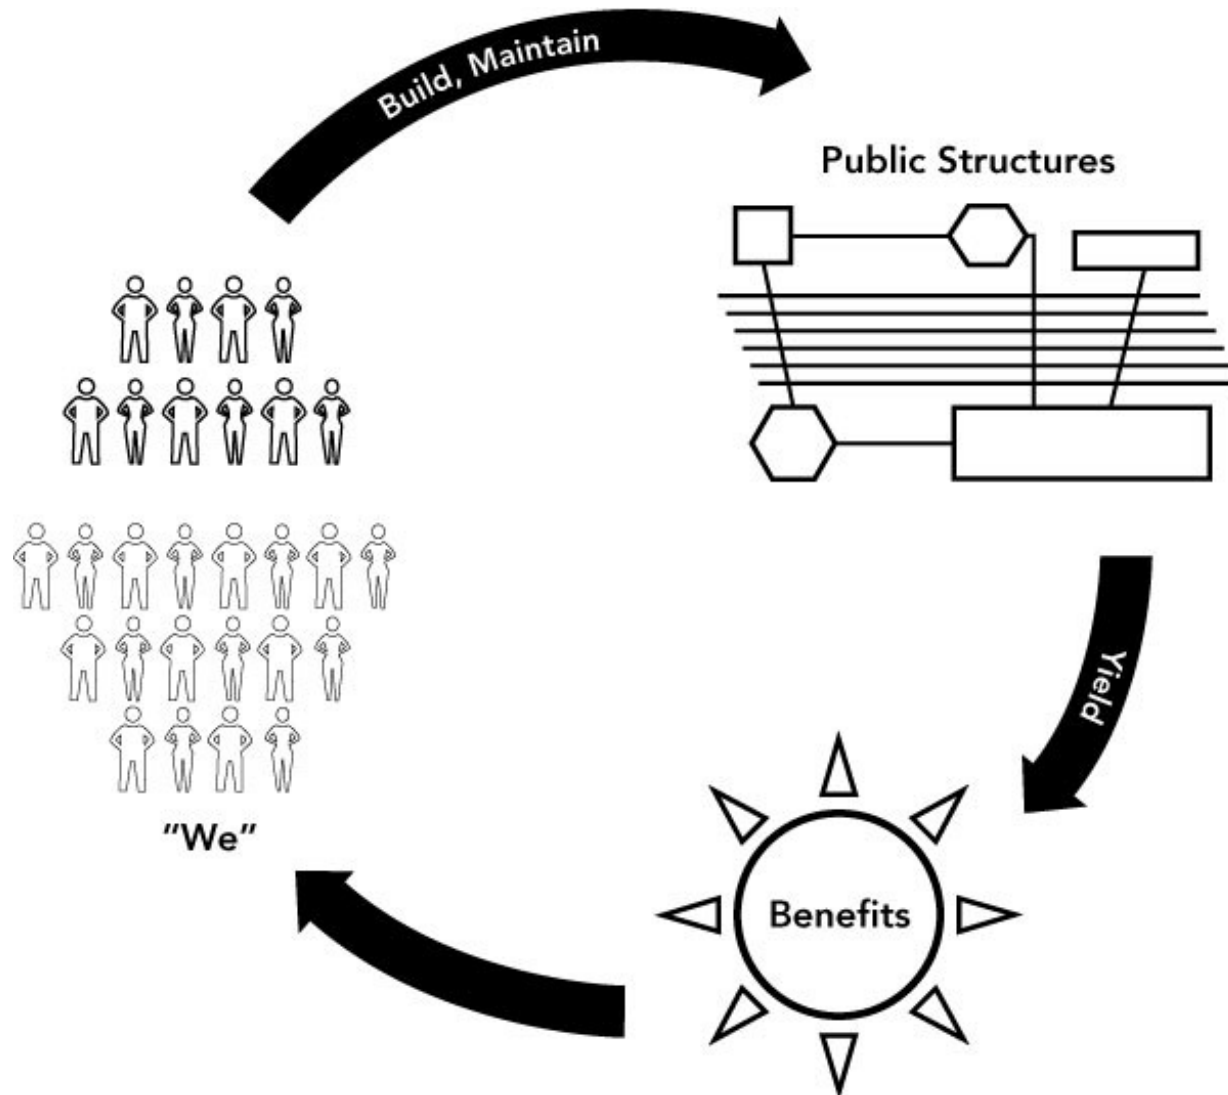 Build, Maintain
Public Structures
Yield
Benefits
"We"